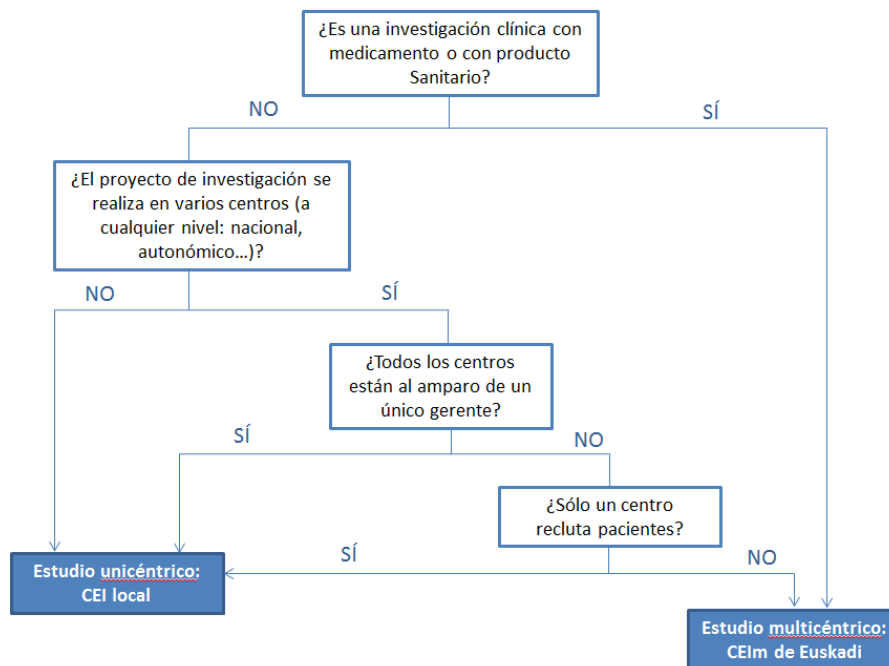 ¿Es una investigación clínica con
medicamento o con producto
Sanitario?
NO
SÍ
¿El proyecto de investigación se
realiza en varios centros (a
cualquier nivel: nacional,
autonómico…)?
NO
SÍ
¿Todos los centros
están al amparo de un
único gerente?
SÍ
NO
¿Sólo un centro
recluta pacientes?
SÍ
NO
Estudio unicéntrico:
CEI local
Estudio multicéntrico:
CEIm de Euskadi